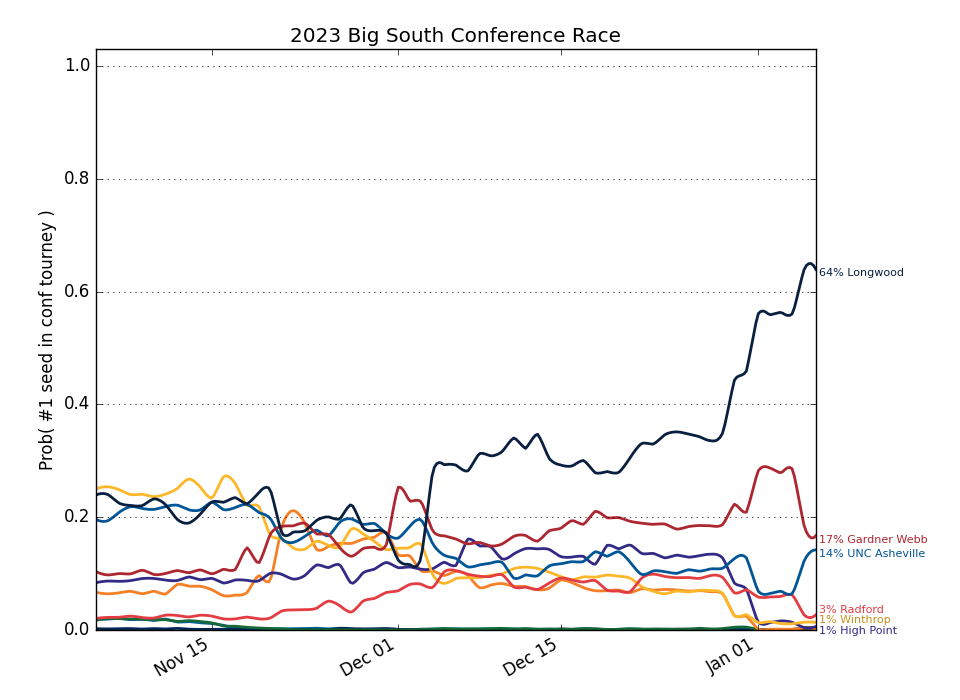 2023 Big South Conference Race
Prob( #1 seed in conf tourney )
1.0
0.8
0.6
0.4
0.2
0.0
Nov 15
Dec 01
Dec 15
Jan 01
64% Longwood
17% Gardner Webb
14% UNC Asheville
3% Radford
1% Winthrop
1% High Point